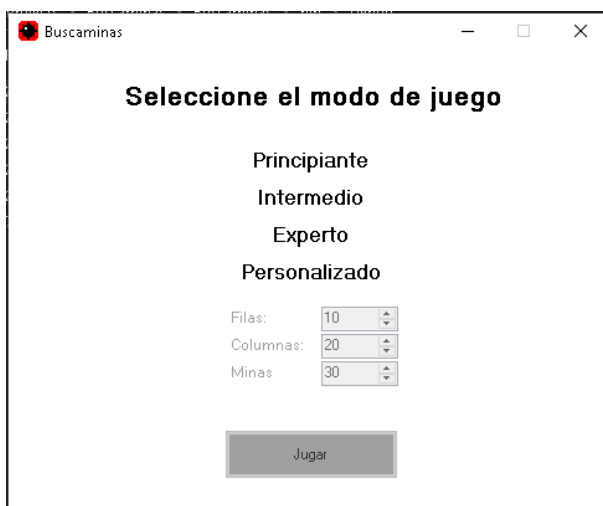 Buscaminas
Seleccione el modo de juego
Principiante
Intermedio
Experto
Personalizado
Filas: 10
Columnas: 20
Minas 30
Jugar